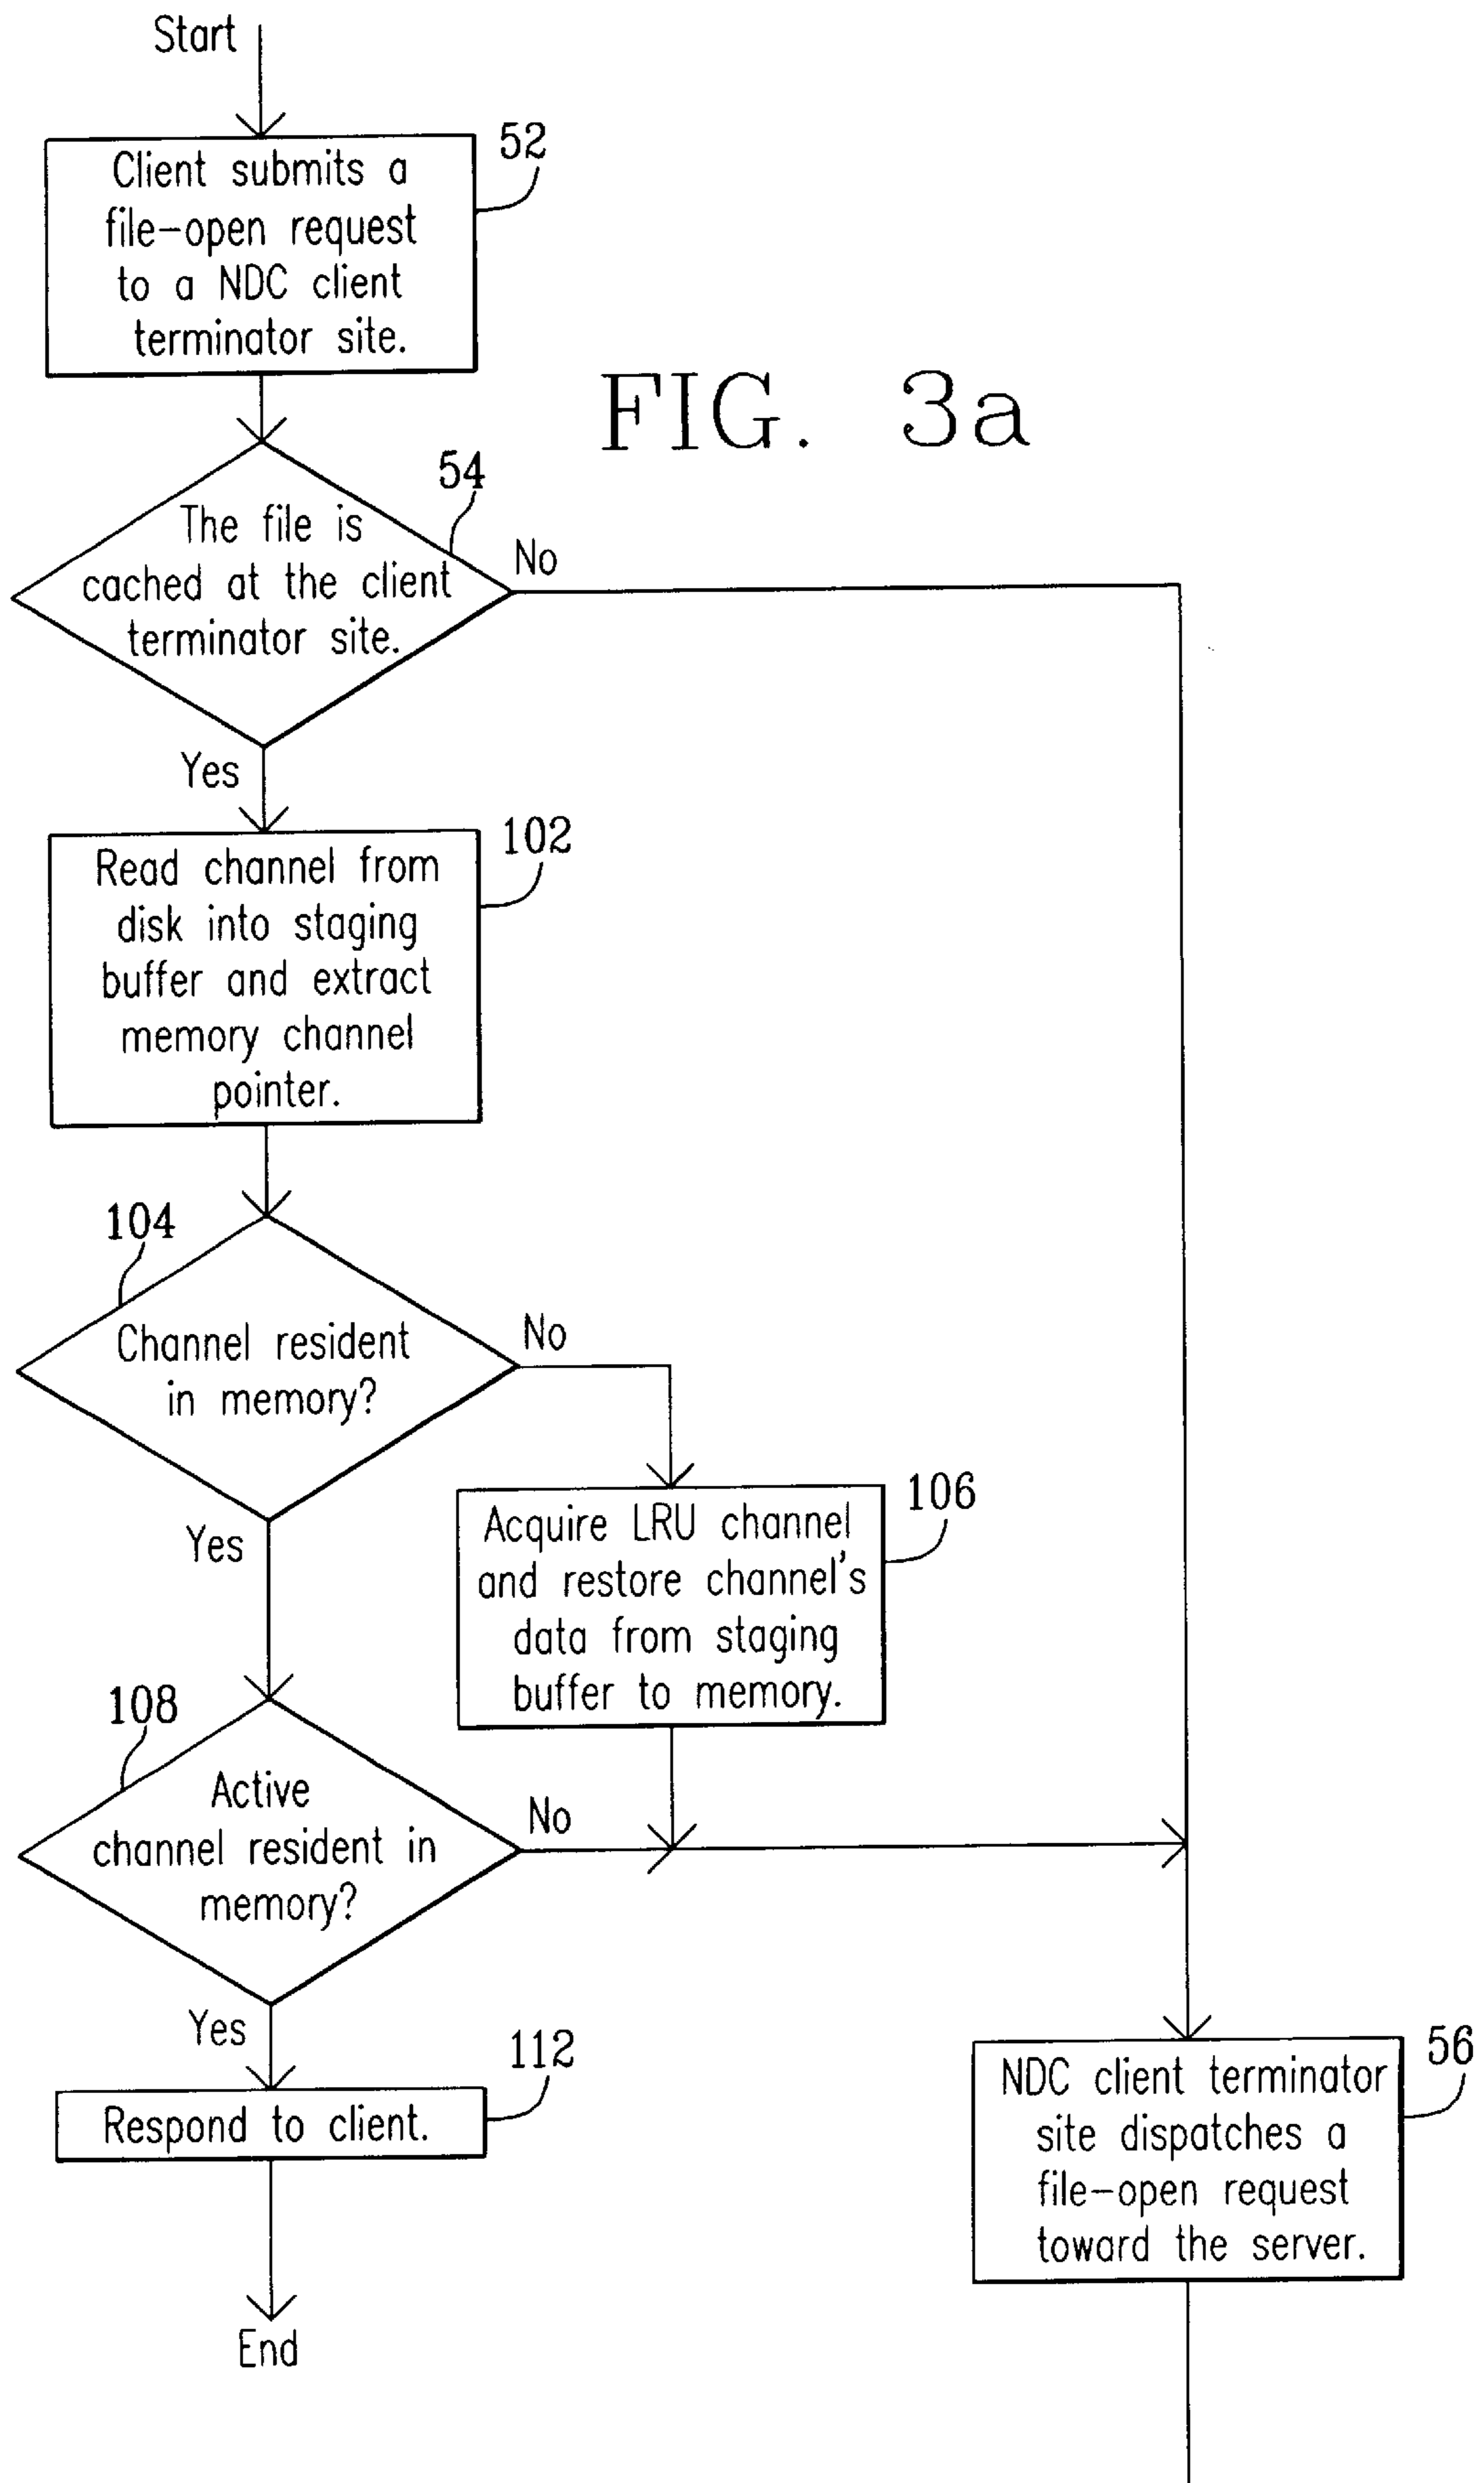 Start
52
Client submits a
file-open request
to a NDC client
terminator site.
FIG. 3a
54
The file is
cached at the client
terminator site.
No
Yes
102
Read channel from
disk into staging
buffer and extract
memory channel
pointer.
104
Channel resident
in memory?
No
Yes
106
Acquire LRU channel
and restore channel's
data from staging
buffer to memory.
108
Active
channel resident in
memory?
No
Yes
112
Respond to client.
End
56
NDC client terminator
site dispatches a
file-open request
toward the server.